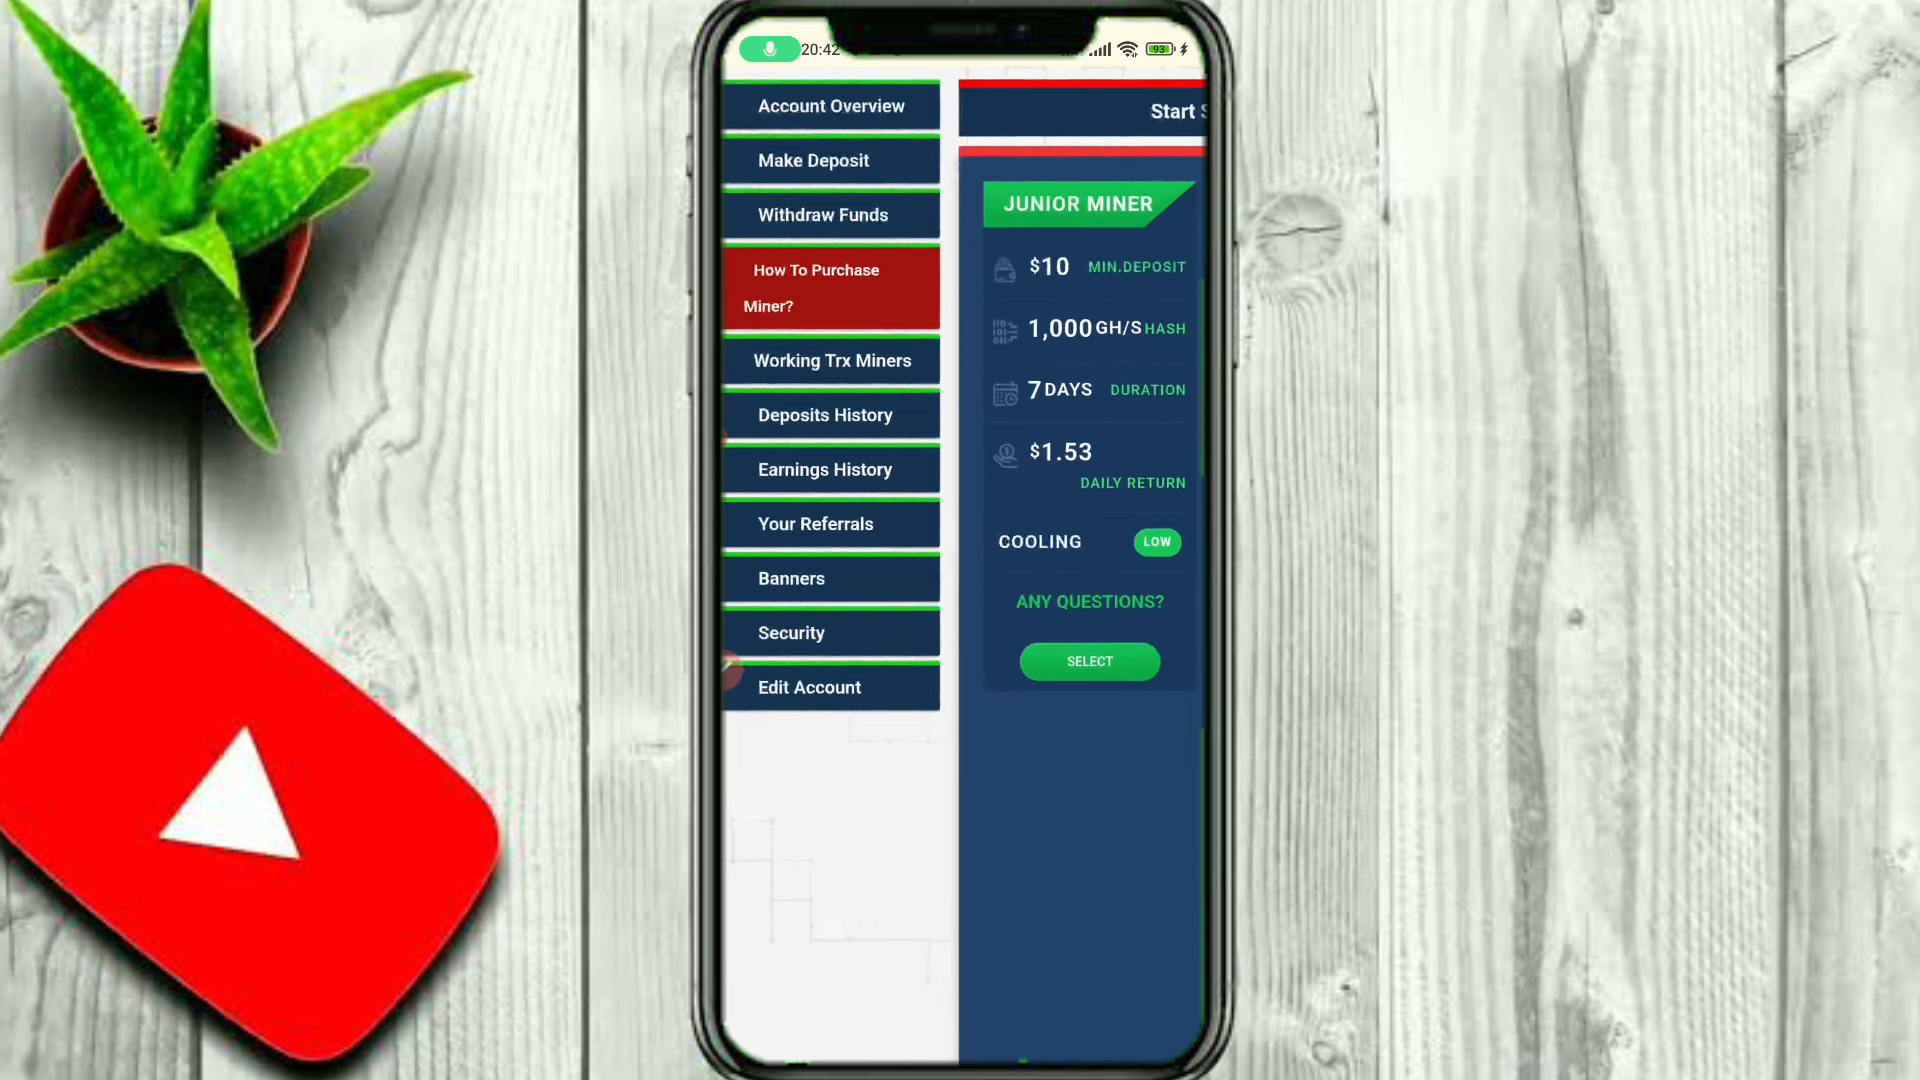 20:42
93
Account Overview
Make Deposit
Withdraw Funds
How To Purchase
Miner?
Working Trx Miners
Deposits History
Earnings History
Your Referrals
Banners
Security
Edit Account
Start
JUNIOR MINER
$10 MIN.DEPOSIT
1,000 GH/S HASH
7 DAYS DURATION
$1.53
DAILY RETURN
COOLING LOW
ANY QUESTIONS?
SELECT